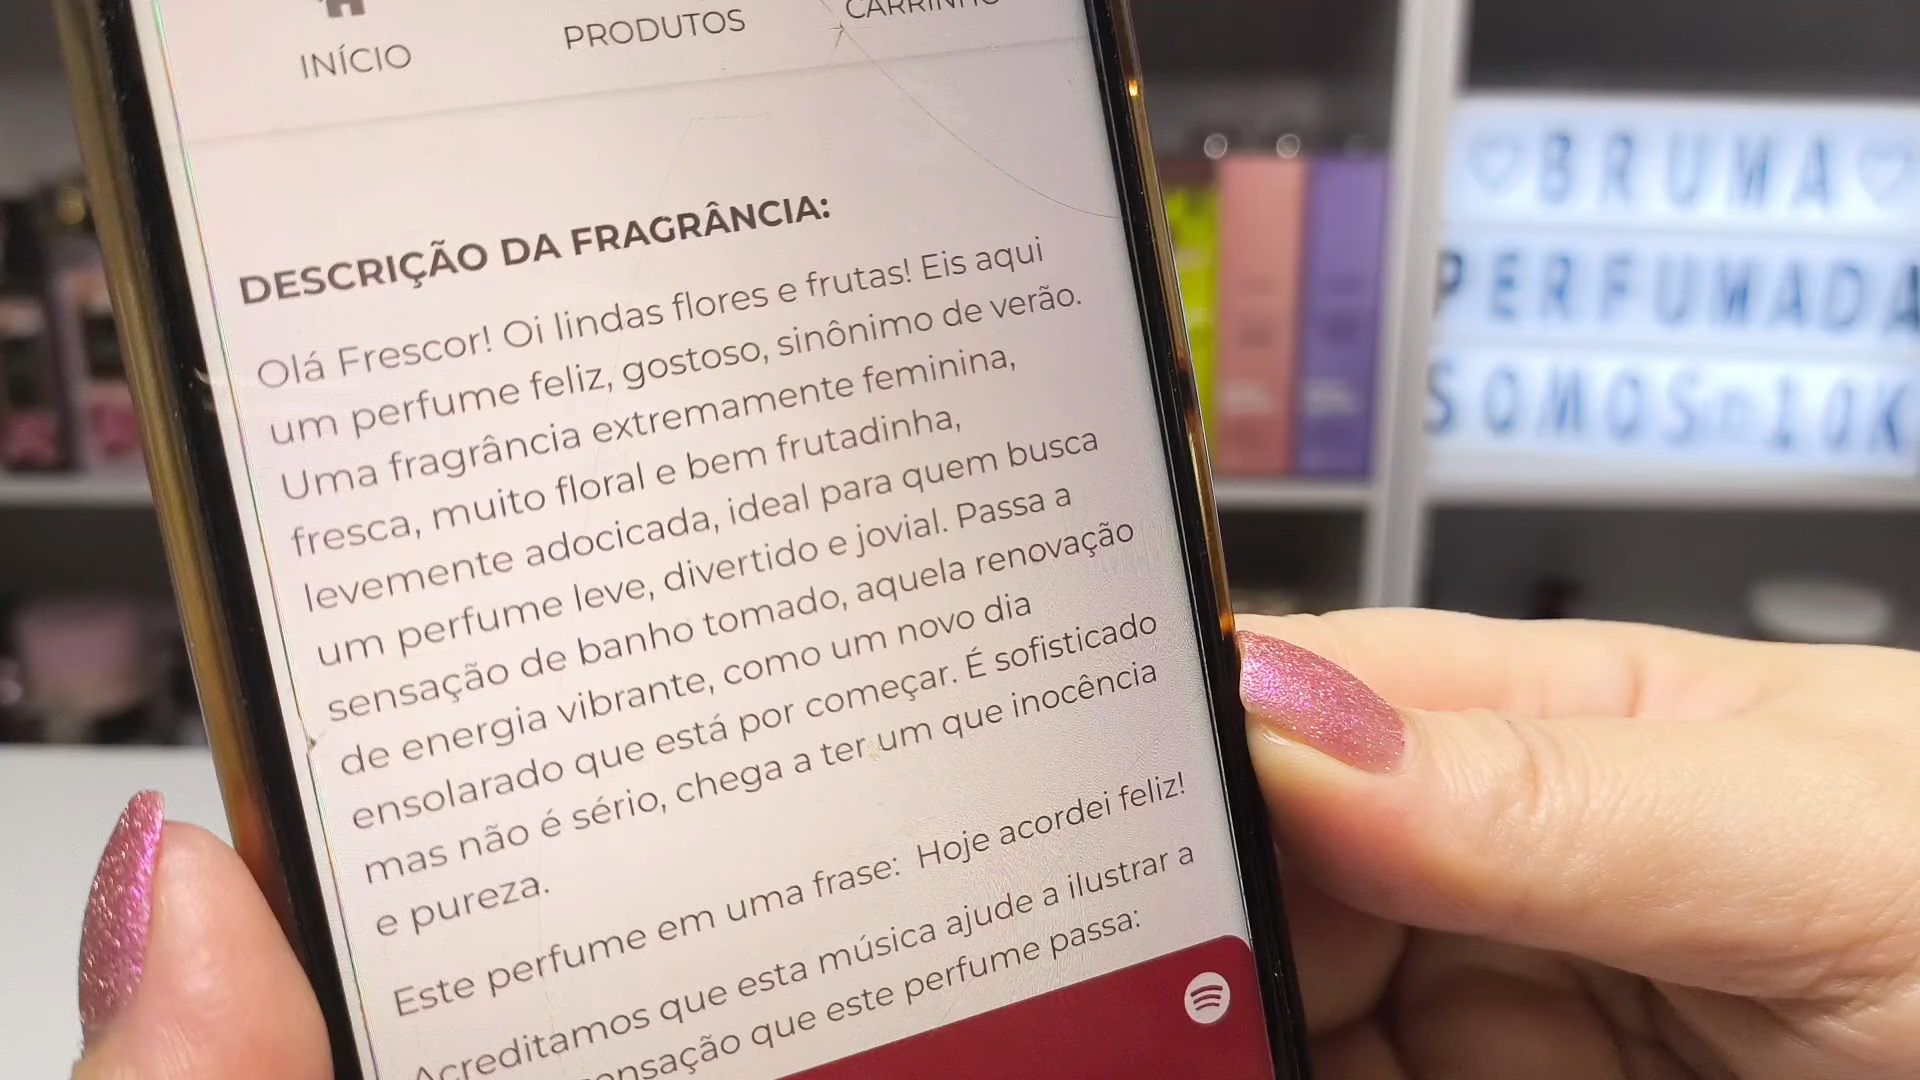 INÍCIO
PRODUTOS
CARRINHO
DESCRIÇÃO DA FRAGRÂNCIA:
Olá Frescor! Oi lindas flores e frutas! Eis aqui
um perfume feliz, gostoso, sinônimo de verão.
Uma fragrância extremamente feminina,
fresca, muito floral e bem frutadinha,
levemente adocicada, ideal para quem busca
um perfume leve, divertido e jovial. Passa a
sensação de banho tomado, aquela renovação
de energia vibrante, como um novo dia
ensolarado que está por começar. É sofisticado
mas não é sério, chega a ter um que inocência
e pureza.
Este perfume em uma frase: Hoje acordei feliz!
Acreditamos que esta música ajude a ilustrar a
sensação que este perfume passa:
♡BRUMA♡
PERFUMADA
SOMOS 10K